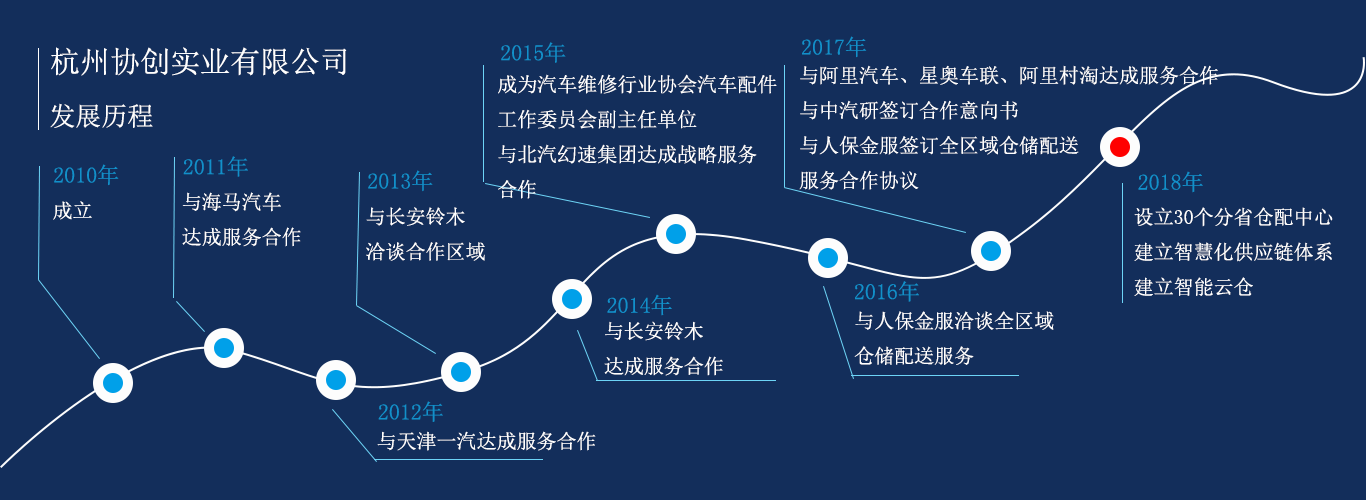 杭州协创实业有限公司
发展历程
2010年
成立
2011年
与海马汽车
达成服务合作
2012年
与天津一汽达成服务合作
2013年
与长安铃木
洽谈合作区域
2014年
与长安铃木
达成服务合作
2015年
成为汽车维修行业协会汽车配件
工作委员会副主任单位
与北汽幻速集团达成战略服务
合作
2016年
与人保金服洽谈全区域
仓储配送服务
2017年
与阿里汽车、星奥车联、阿里村淘达成服务合作
与中汽研签订合作意向书
与人保金服签订全区域仓储配送
服务合作协议
2018年
设立30个分省仓配中心
建立智慧化供应链体系
建立智能云仓